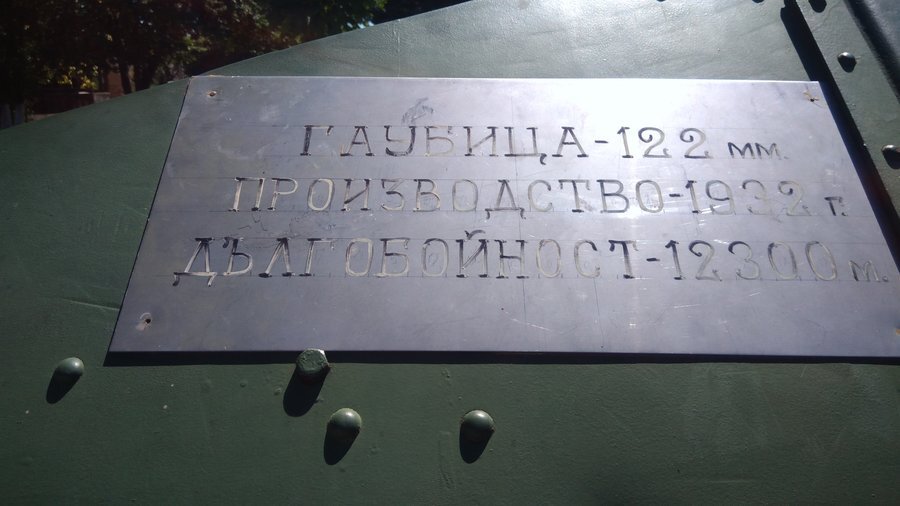 ГАУБИЦА-122 мм.
ПРОИЗВОДСТВО-1932 г.
ДЪЛГОБОЙНОСТ-12300 м.